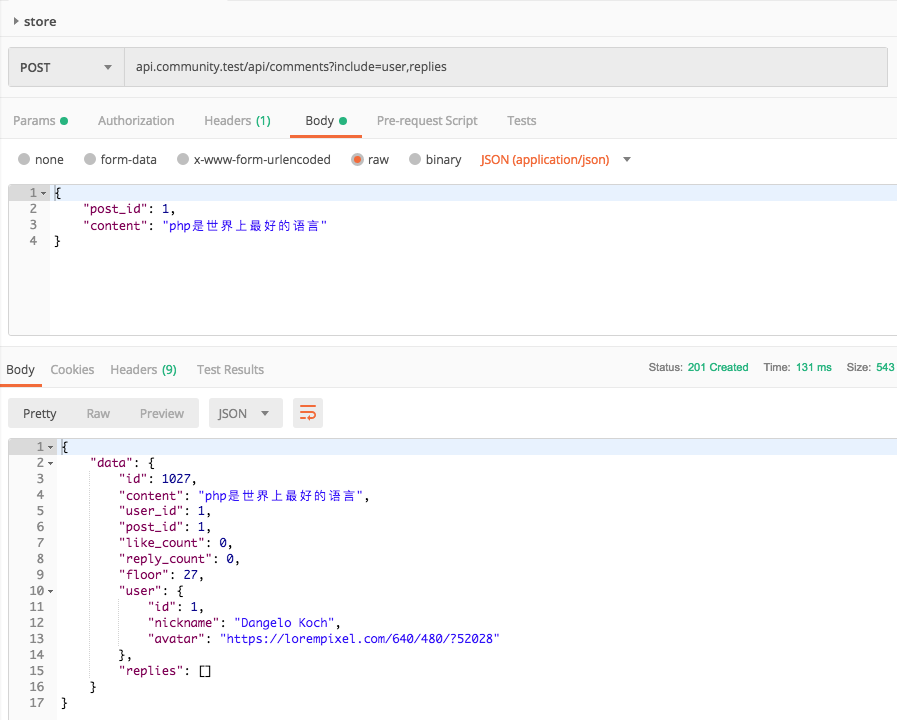 store
POST api.community.test/api/comments?include=user,replies
Params Authorization Headers (1) Body Pre-request Script Tests
none form-data x-www-form-urlencoded raw binary JSON (application/json)
1 {
2 "post_id": 1,
3 "content": "php是世界上最好的语言"
4 }
Body Cookies Headers (9) Test Results Status: 201 Created Time: 131 ms Size: 543
Pretty Raw Preview JSON
1 {
2 "data": {
3 "id": 1027,
4 "content": "php是世界上最好的语言",
5 "user_id": 1,
6 "post_id": 1,
7 "like_count": 0,
8 "reply_count": 0,
9 "floor": 27,
10 "user": {
11 "id": 1,
12 "nickname": "Dangelo Koch",
13 "avatar": "https://lorempixel.com/640/480/?52028"
14 },
15 "replies": []
16 }
17 }